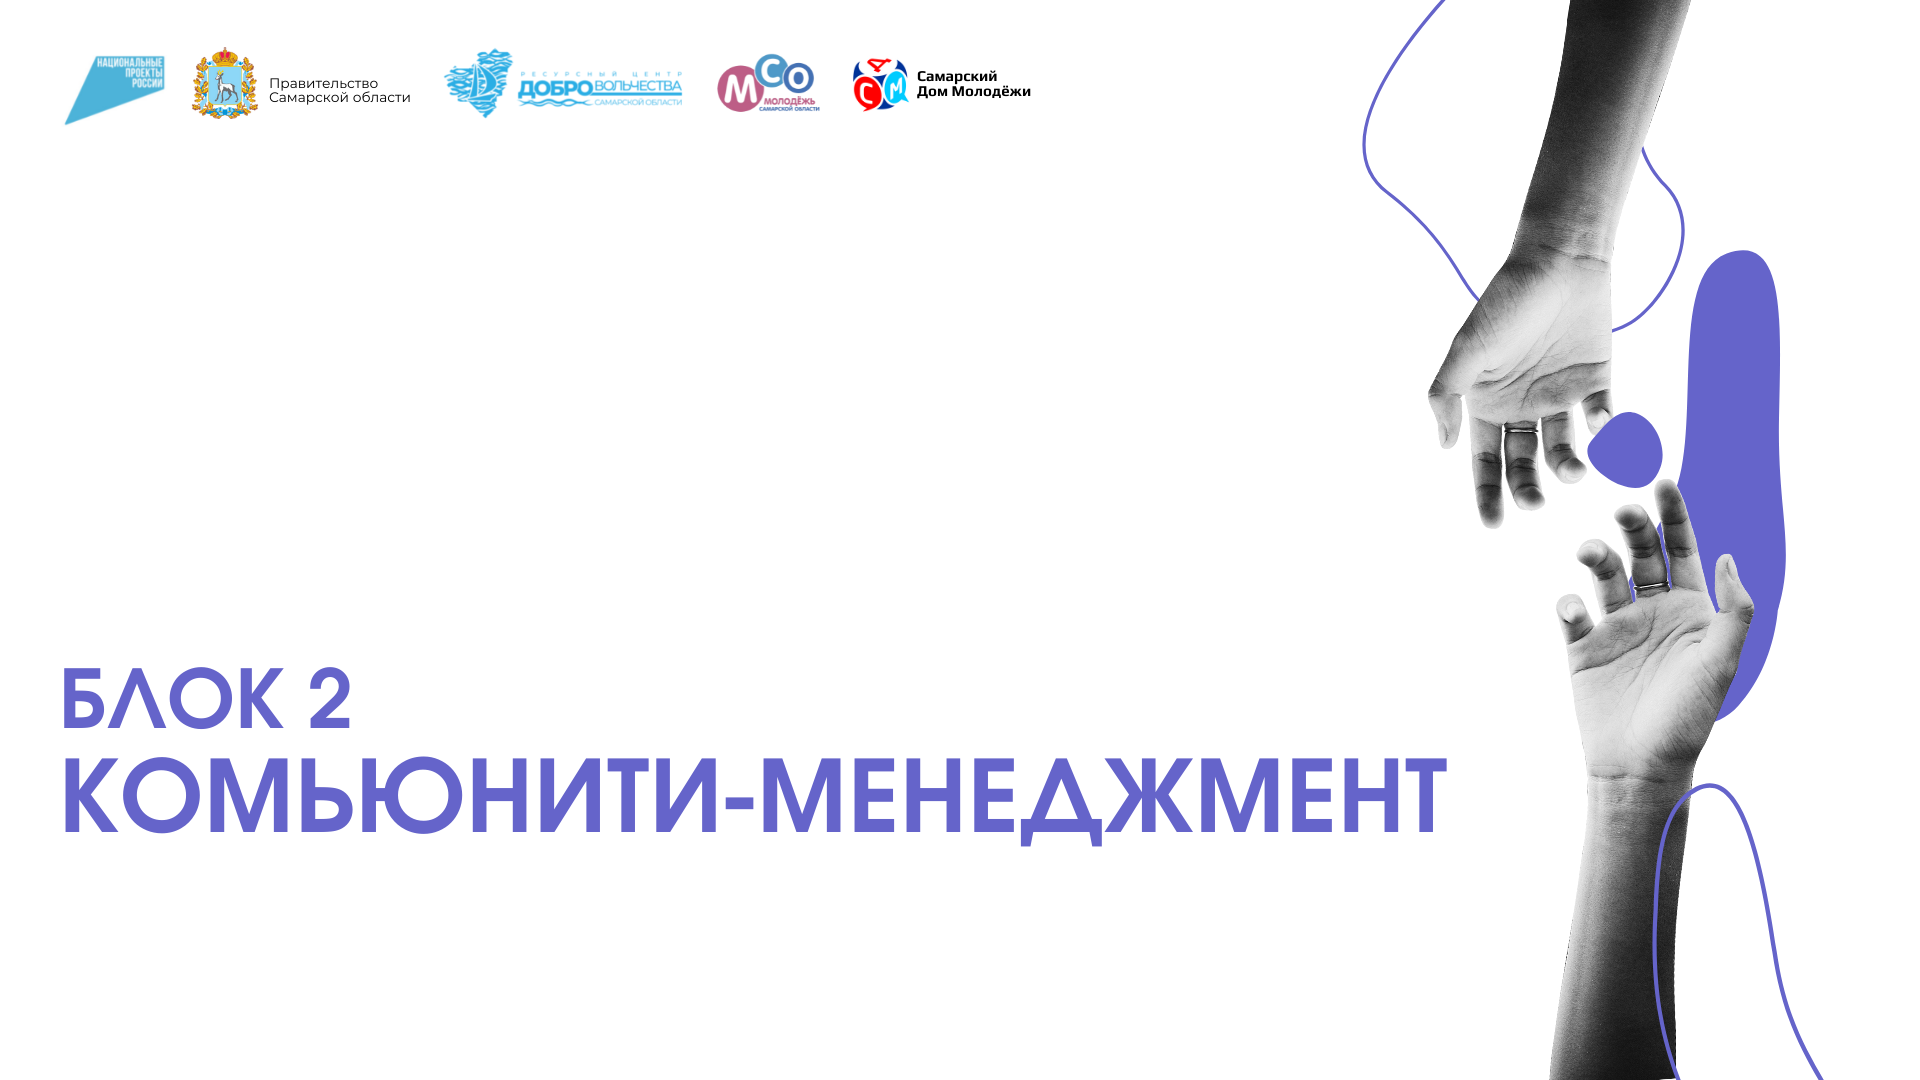 НАЦИОНАЛЬНЫЕ
ПРОЕКТЫ
РОССИИ
Правительство
Самарской области
РЕСУРСНЫЙ ЦЕНТР
ДОБРОВОЛЬЧЕСТВА
САМАРСКОЙ ОБЛАСТИ
МСО
МОЛОДЁЖЬ
САМАРСКОЙ ОБЛАСТИ
СДМ
Самарский
Дом Молодёжи
БЛОК 2
КОМЬЮНИТИ-МЕНЕДЖМЕНТ